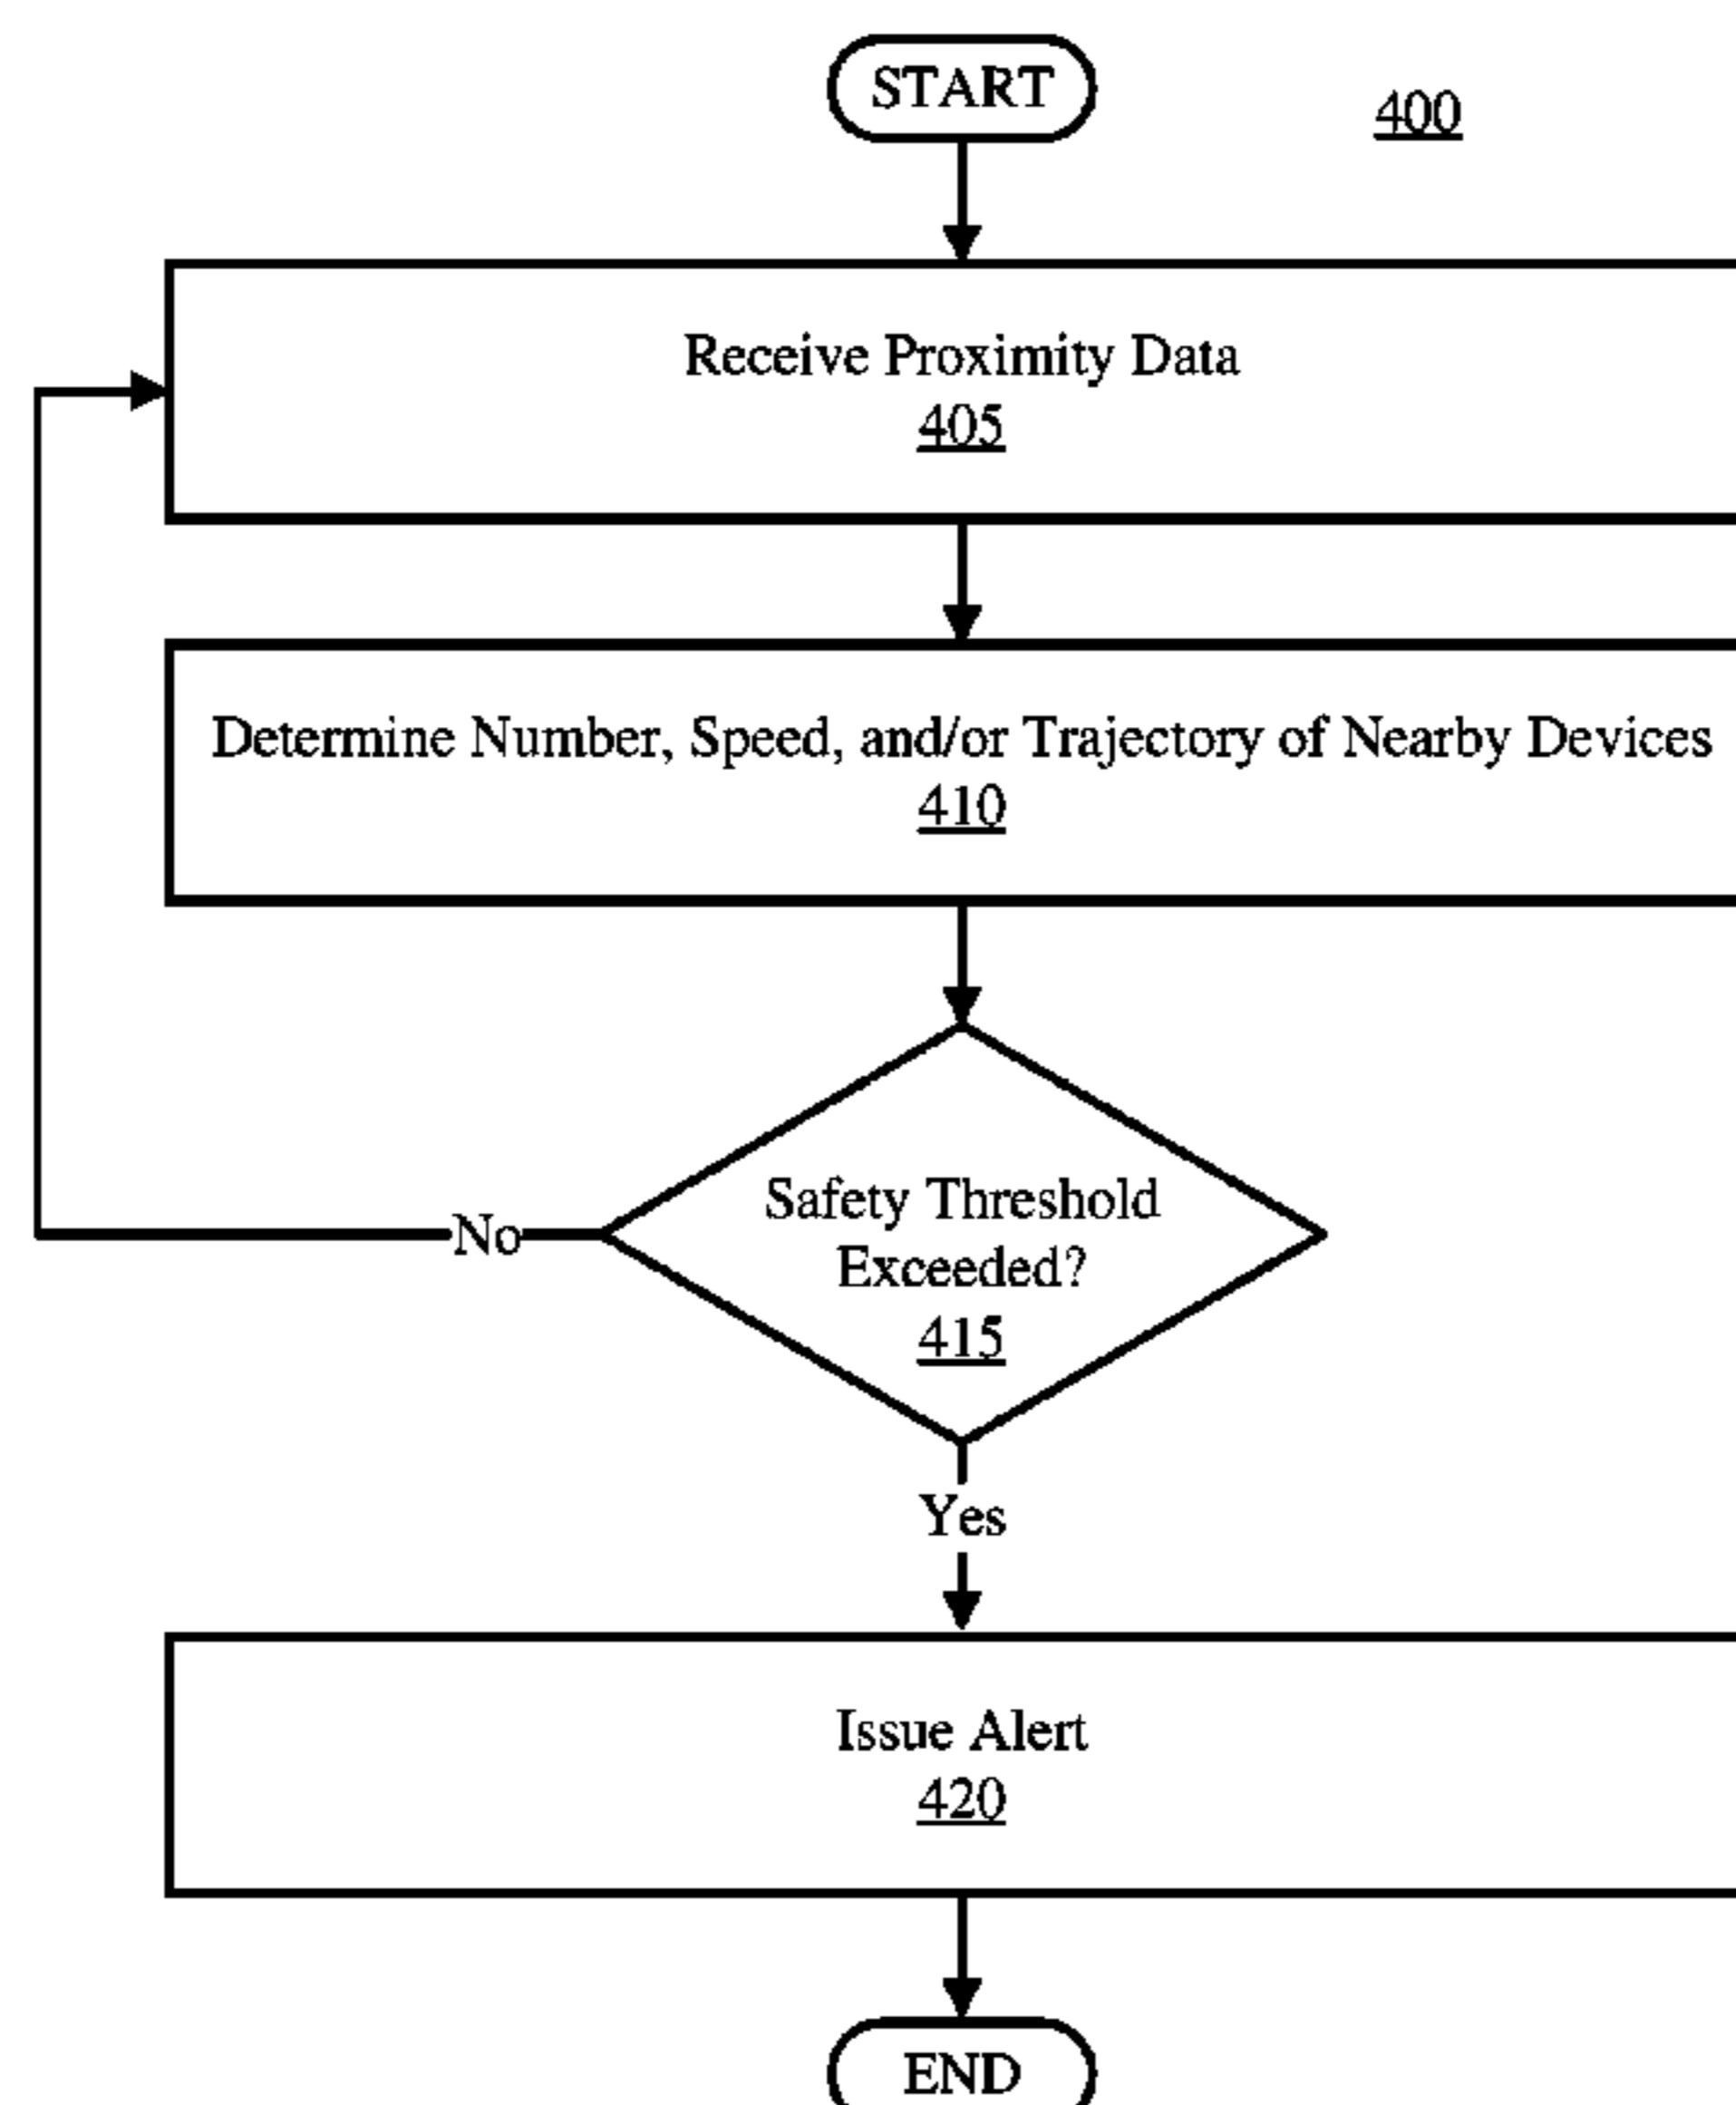 START
400
Receive Proximity Data
405
Determine Number, Speed, and/or Trajectory of Nearby Devices
410
Safety Threshold
Exceeded?
415
No
Yes
Issue Alert
420
END